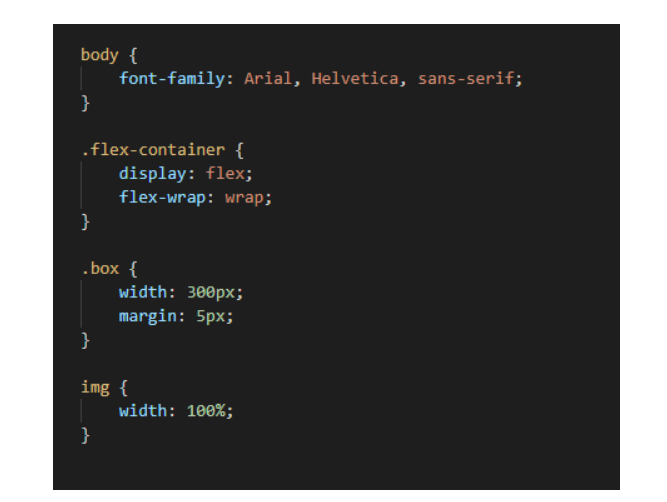 body {
    font-family: Arial, Helvetica, sans-serif;
}
.flex-container {
    display: flex;
    flex-wrap: wrap;
}
.box {
    width: 300px;
    margin: 5px;
}
img {
    width: 100%;
}